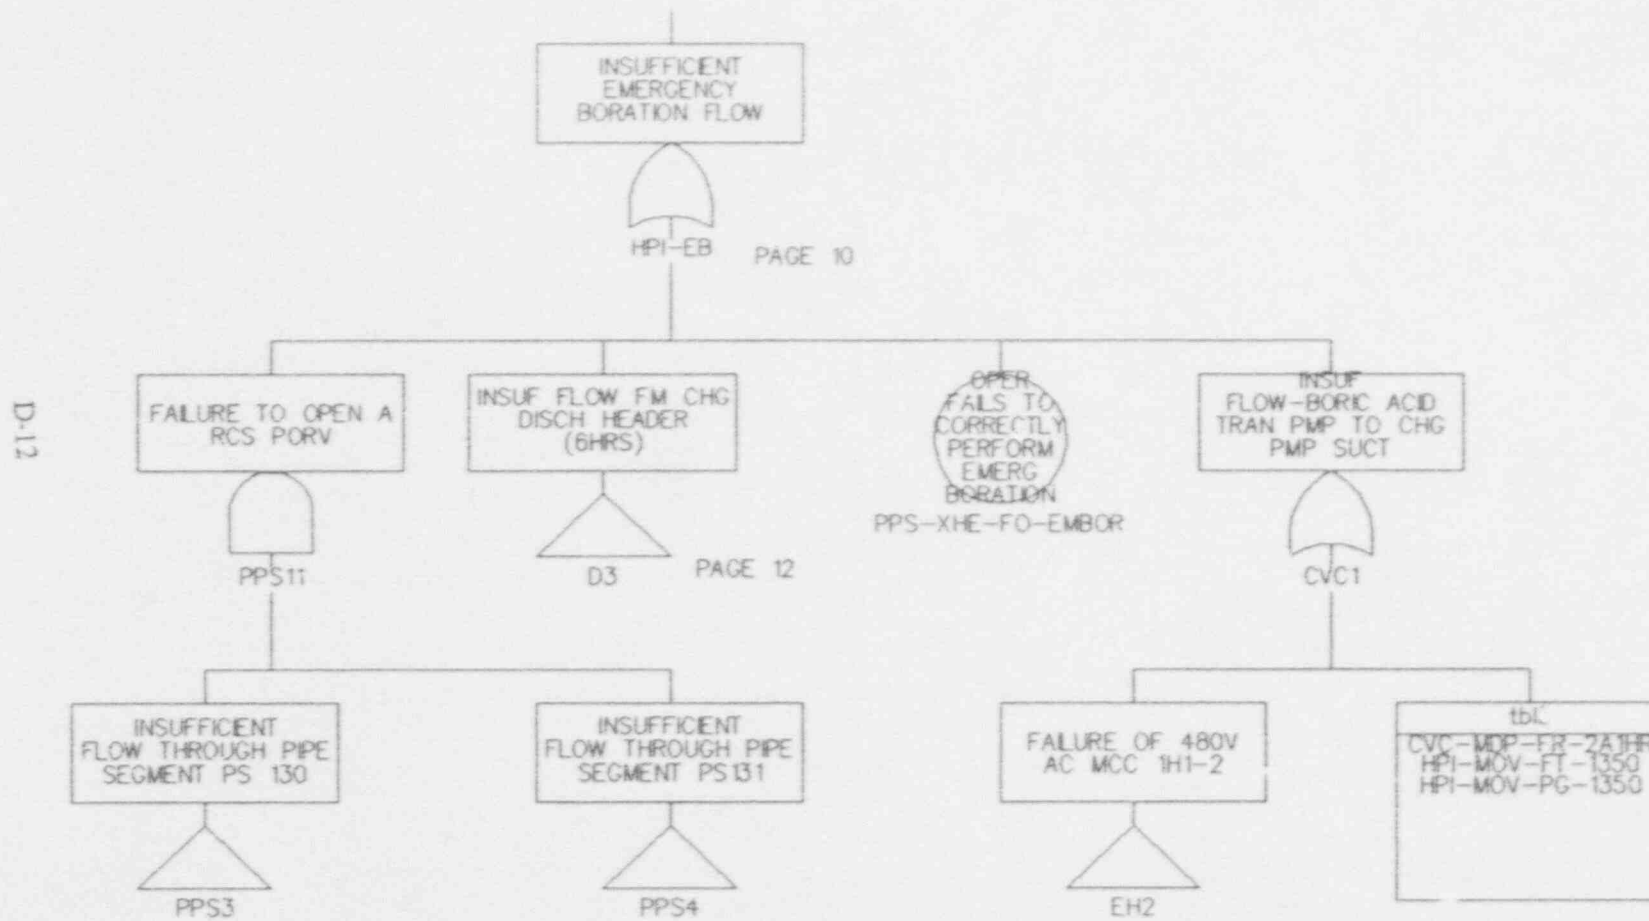 INSUFFICIENT
EMERGENCY
BORATION FLOW
HPI-EB
PAGE 10
D-12
FAILURE TO OPEN A
RCS PORV
PPS11
INSUF FLOW FM CHG
DISCH HEADER
(6HRS)
D3
PAGE 12
OPER
FAILS TO
CORRECTLY
PERFORM
EMERG
BORATION
PPS-XHE-FO-EMBOR
INSUF
FLOW-BORIC ACID
TRAN PMP TO CHG
PMP SUCT
CVC1
INSUFFICIENT
FLOW THROUGH PIPE
SEGMENT PS 130
PPS3
INSUFFICIENT
FLOW THROUGH PIPE
SEGMENT PS131
PPS4
FAILURE OF 480V
AC MCC 1H1-2
EH2
CVC-MDP-FR-2A1HR
HPI-MOV-FT-1350
HPI-MOV-PG-1350